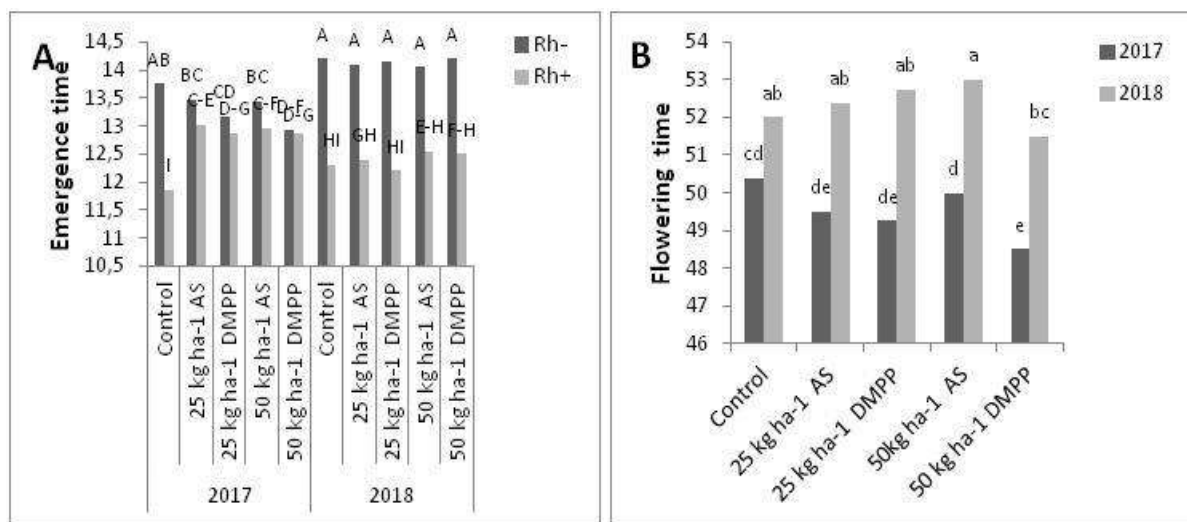 A
Emergence time
14,5
14
13,5
13
12,5
12
11,5
11
10,5
AB
I
BC
C-E
CD
D-G
BC
C-F
D-F
D-G
A
HI
A
GH
A
HI
A
E-H
A
F-H
Rh-
Rh+
Control
25 kg ha-1 AS
25 kg ha-1 DMPP
50 kg ha-1 AS
50 kg ha-1 DMPP
Control
25 kg ha-1 AS
25 kg ha-1 DMPP
50 kg ha-1 AS
50 kg ha-1 DMPP
2017
2018
B
Flowering time
54
53
52
51
50
49
48
47
46
cd
ab
de
ab
de
ab
d
a
e
bc
2017
2018
Control
25 kg ha-1 AS
25 kg ha-1 DMPP
50kg ha-1 AS
50 kg ha-1 DMPP